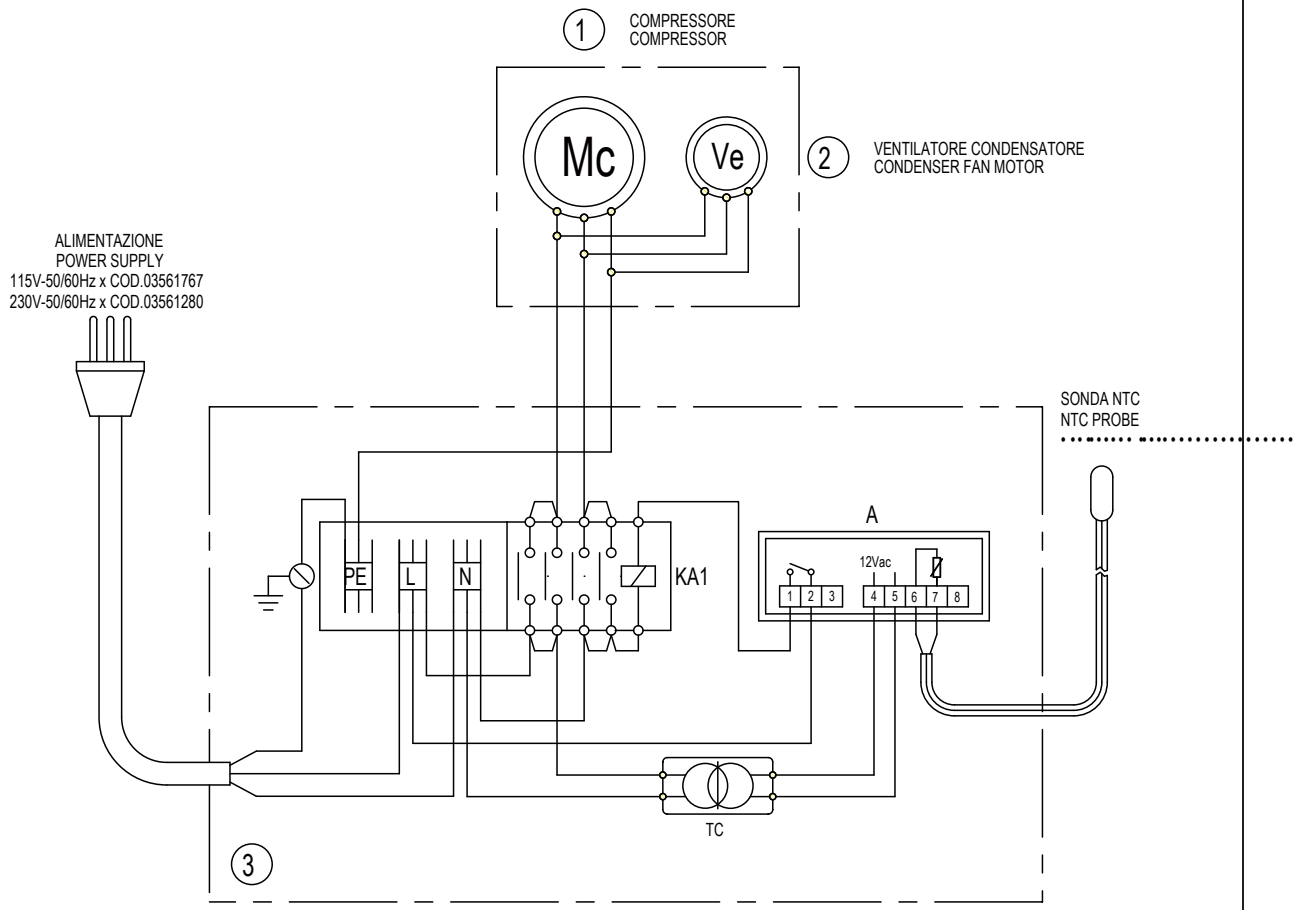 1
COMPRESSORE
COMPRESSOR
Mc
Ve
2
VENTILATORE CONDENSATORE
CONDENSER FAN MOTOR
ALIMENTAZIONE
POWER SUPPLY
115V-50/60Hz x COD.03561767
230V-50/60Hz x COD.03561280
SONDA NTC
NTC PROBE
A
PE L N
KA1
12Vac
1 2 3 4 5 6 7 8
TC
3